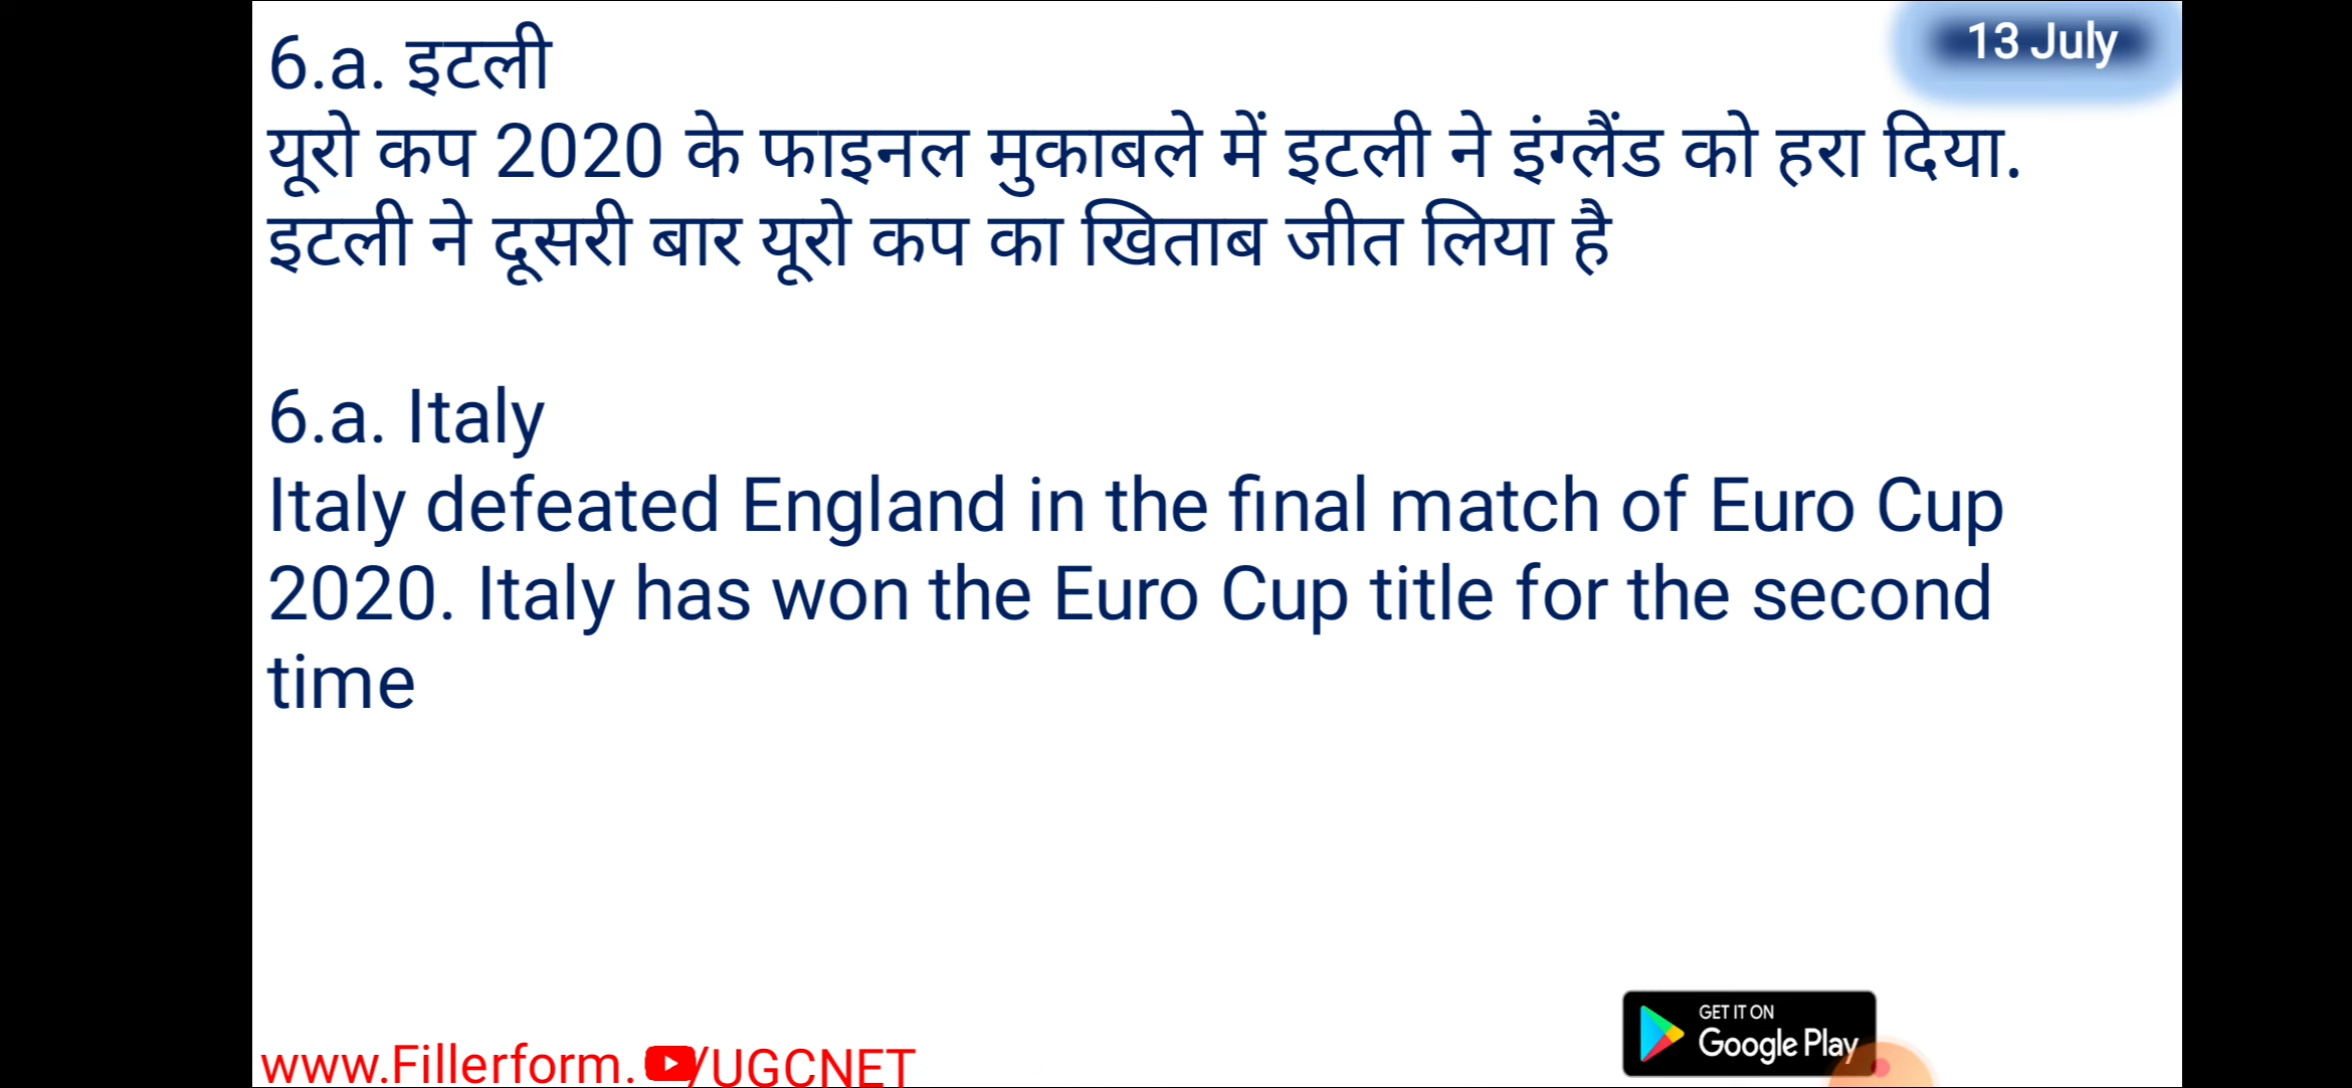 13 July
6.a. इटली
यूरो कप 2020 के फाइनल मुकाबले में इटली ने इंग्लैंड को हरा दिया.
इटली ने दूसरी बार यूरो कप का खिताब जीत लिया है
6.a. Italy
Italy defeated England in the final match of Euro Cup
2020. Italy has won the Euro Cup title for the second
time
GET IT ON
Google Play
www.Fillerform. /UGCNET